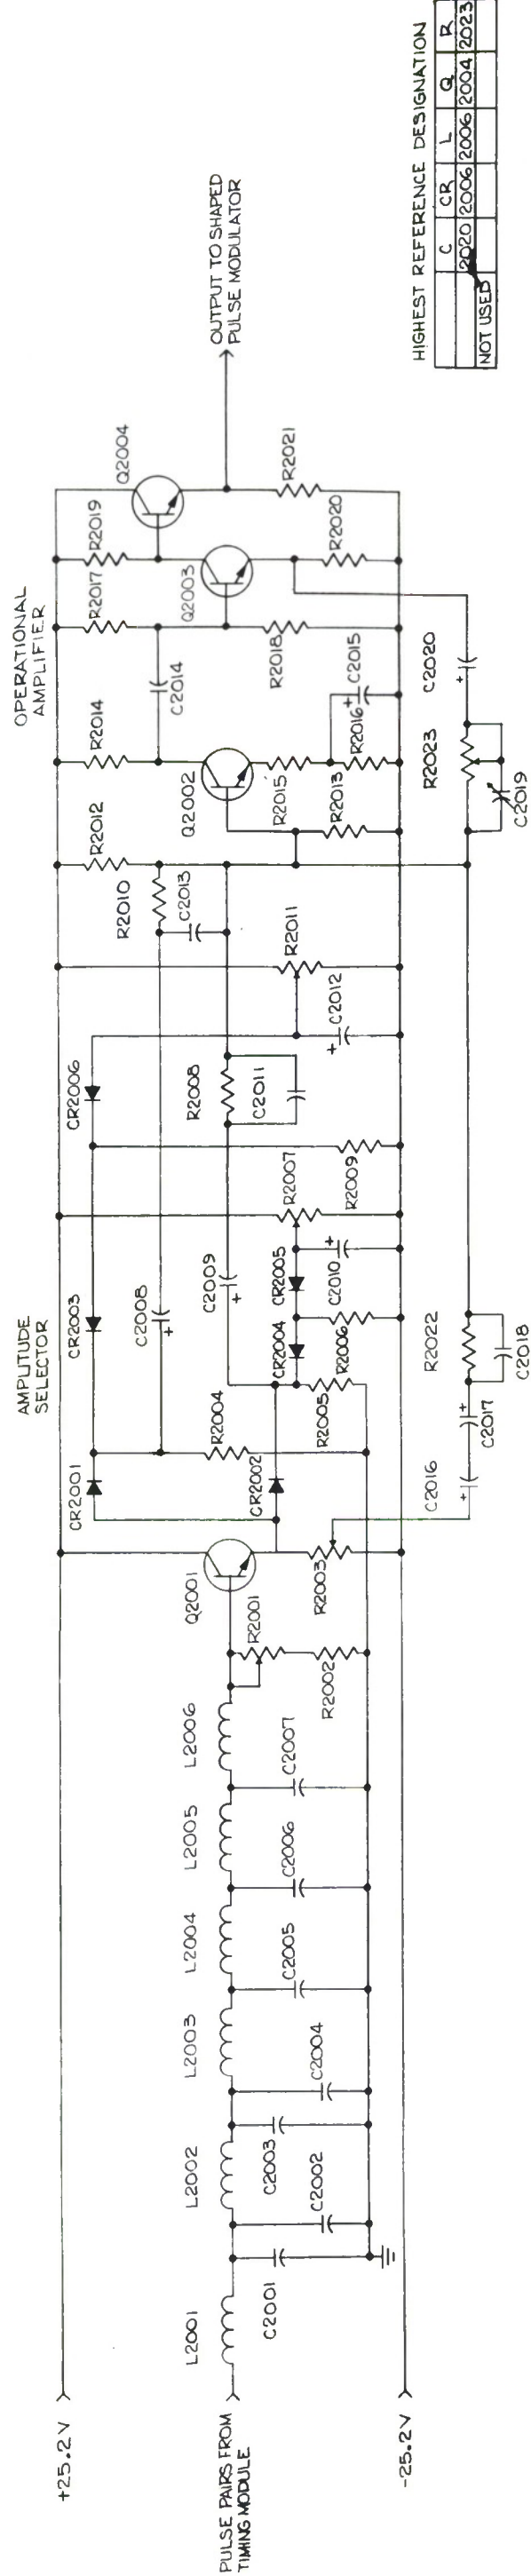 +25.2V
PULSE PAIRS FROM
TIMING MODULE
-25.2V
L2001
L2002
L2003
L2004
L2005
L2006
C2001
C2002
C2003
C2004
C2005
C2006
C2007
R2001
R2002
Q2001
R2003
CR2001
CR2002
R2004
AMPLITUDE
SELECTOR
CR2003
C2008
C2009
CR2004
CR2005
R2005
R2006
C2010
R2007
R2009
CR2006
R2008
C2011
C2012
R2011
R2010
C2013
R2012
OPERATIONAL
AMPLIFIER
R2014
Q2002
R2015
R2013
R2016
C2015
C2014
R2017
R2018
R2019
Q2003
R2020
Q2004
R2021
OUTPUT TO SHAPED
PULSE MODULATOR
C2016
C2017
R2022
C2018
R2023
C2019
C2020
+
+
+
+
+
+
+
+
HIGHEST REFERENCE DESIGNATION
C CR L Q R
2020 2006 2006 2004 2023
NOT USED